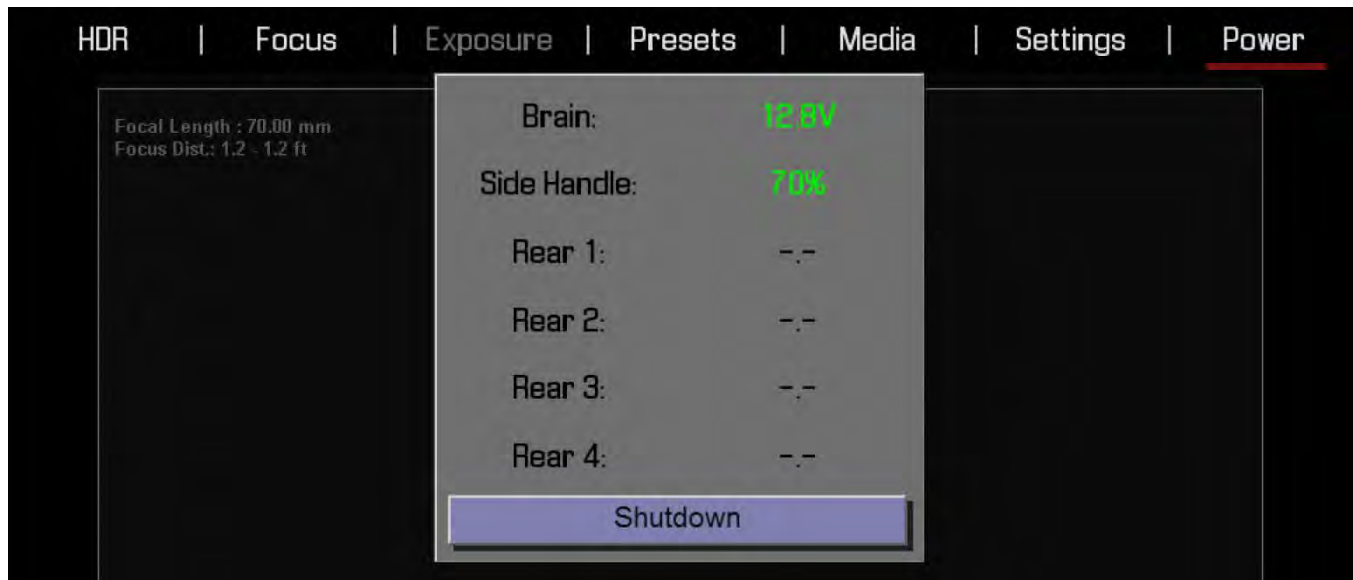 HDR | Focus | Exposure | Presets | Media | Settings | Power
Focal Length : 70.00 mm
Focus Dist.: 1.2 - 1.2 ft
Brain: 12.8V
Side Handle: 70%
Rear 1: -.-
Rear 2: -.-
Rear 3: -.-
Rear 4: -.-
Shutdown